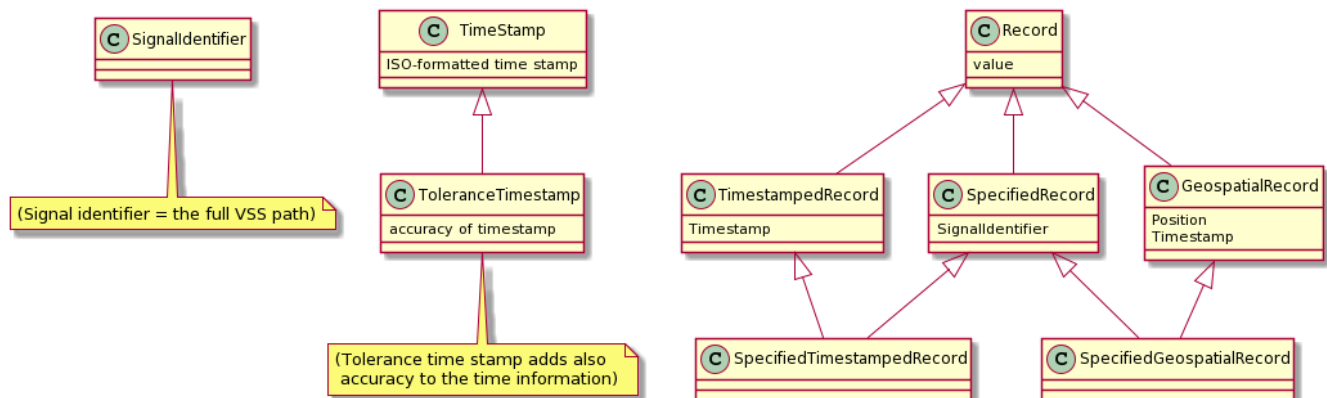 C SignalIdentifier
(Signal identifier = the full VSS path)
C TimeStamp
ISO-formatted time stamp
C ToleranceTimestamp
accuracy of timestamp
(Tolerance time stamp adds also
accuracy to the time information)
C Record
value
C TimestampedRecord
Timestamp
C SpecifiedRecord
SignalIdentifier
C GeospatialRecord
Position
Timestamp
C SpecifiedTimestampedRecord
C SpecifiedGeospatialRecord